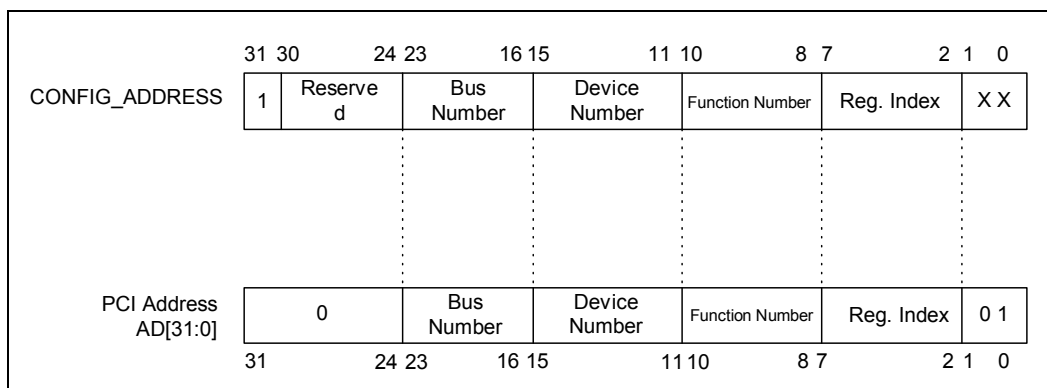 31 30 24 23 16 15 11 10 8 7 2 1 0
CONFIG_ADDRESS 1 Reserve
d Bus
Number Device
Number Function Number Reg. Index X X
PCI Address
AD[31:0] 0 Bus
Number Device
Number Function Number Reg. Index 0 1
31 24 23 16 15 11 10 8 7 2 1 0